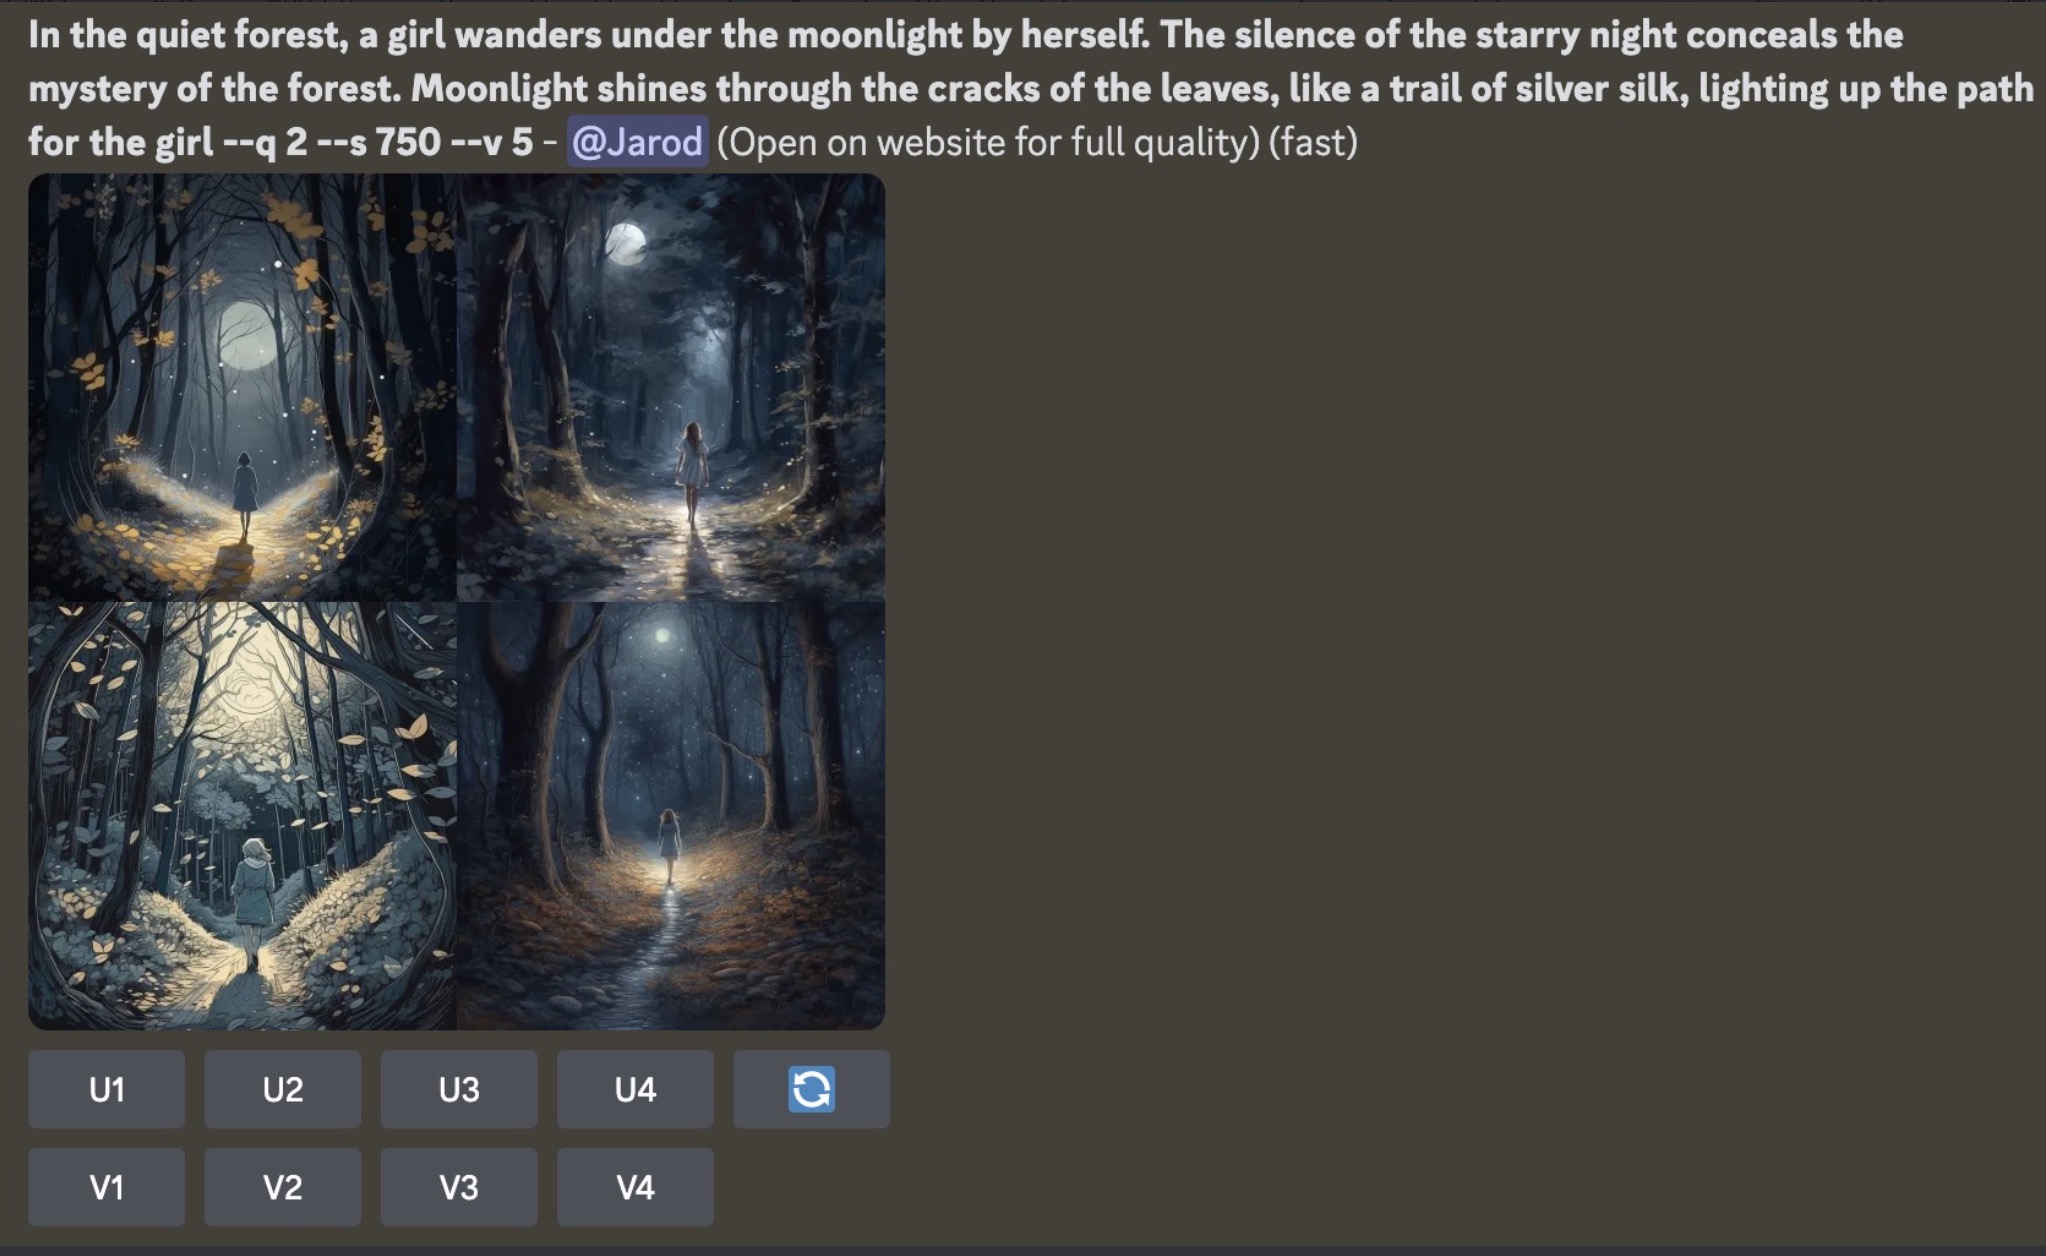 In the quiet forest, a girl wanders under the moonlight by herself. The silence of the starry night conceals the
mystery of the forest. Moonlight shines through the cracks of the leaves, like a trail of silver silk, lighting up the path
for the girl --q 2 --s 750 --v 5 - @Jarod (Open on website for full quality) (fast)
U1 U2 U3 U4
V1 V2 V3 V4